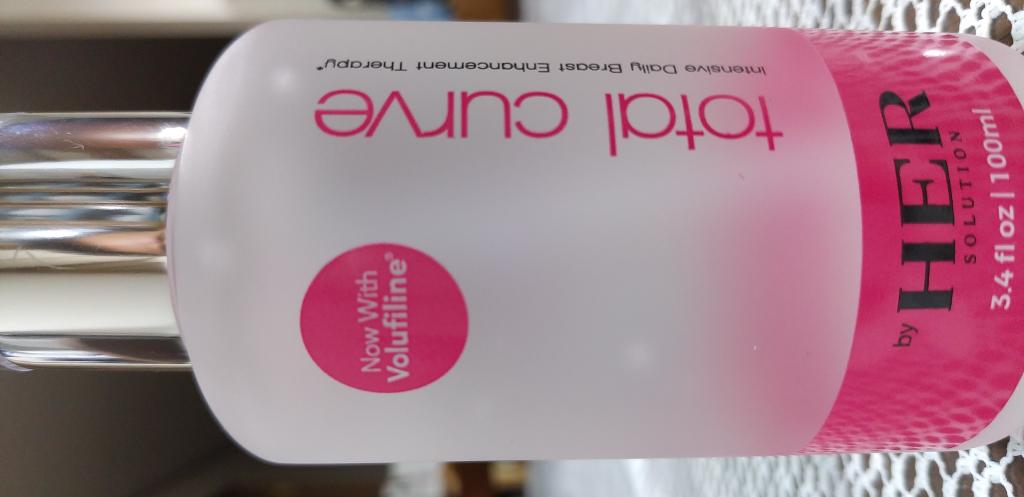 total curve
Intensive Daily Breast Enhancement Therapy*
Now With
Volufiline®
by HER
SOLUTION
3.4 fl oz | 100ml